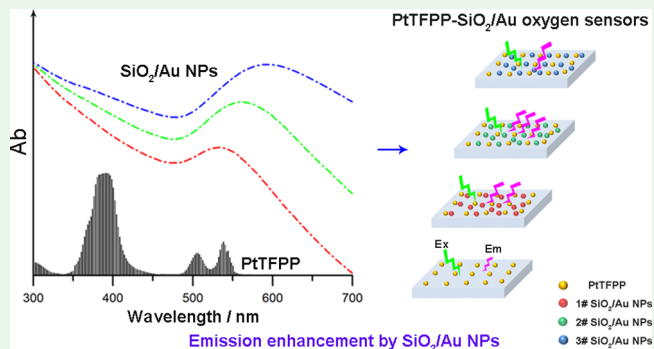 PtTFPP-SiO₂/Au oxygen sensors
SiO₂/Au NPs
Ab
PtTFPP
300 400 500 600 700
Wavelength / nm
Ex
Em
PtTFPP
1# SiO₂/Au NPs
2# SiO₂/Au NPs
3# SiO₂/Au NPs
Emission enhancement by SiO₂/Au NPs